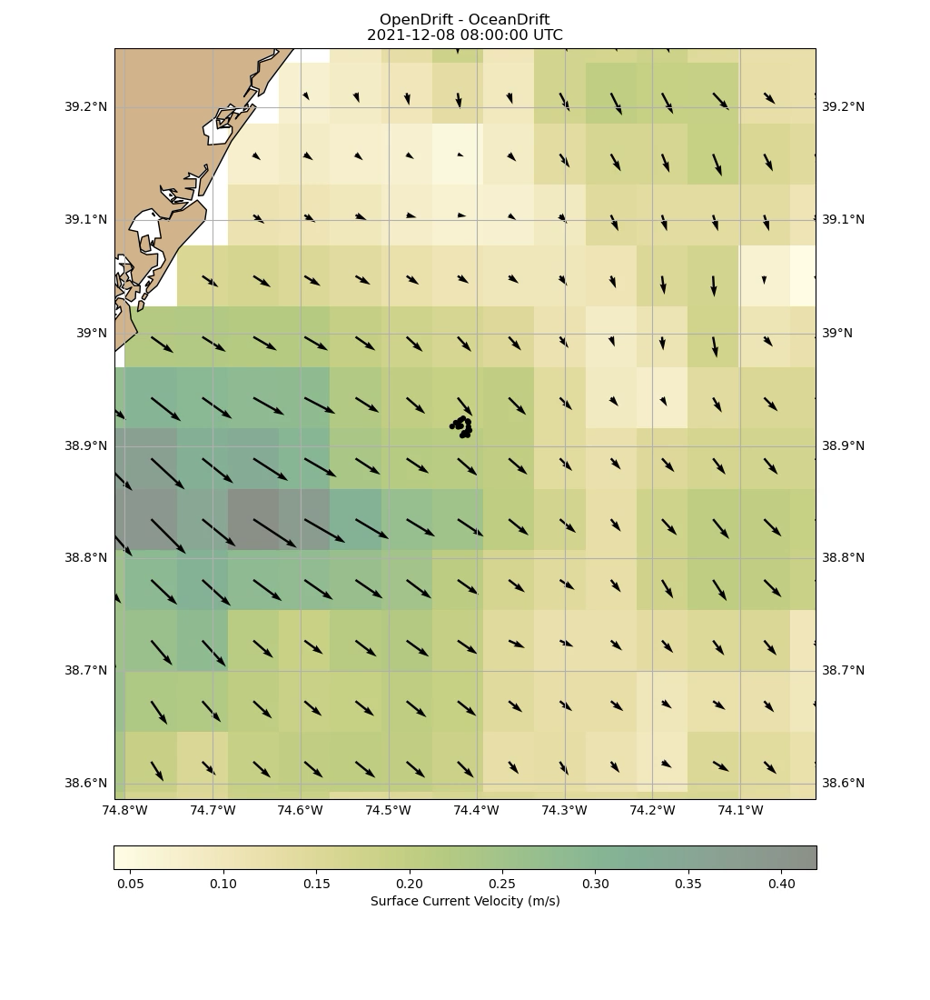 OpenDrift - OceanDrift
2021-12-08 08:00:00 UTC
39.2°N 39.2°N
39.1°N 39.1°N
39°N 39°N
38.9°N 38.9°N
38.8°N 38.8°N
38.7°N 38.7°N
38.6°N 38.6°N
74.8°W 74.7°W 74.6°W 74.5°W 74.4°W 74.3°W 74.2°W 74.1°W
0.05 0.10 0.15 0.20 0.25 0.30 0.35 0.40
Surface Current Velocity (m/s)